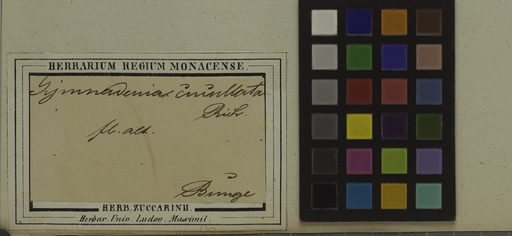 HERBARIUM REGIUM MONACENSE.
Gymnadenia cucullata
Rich.
fl. alb.
Bunge
HERB. ZUCCARINII.
Herbar. Univ. Ludov. Maximil.